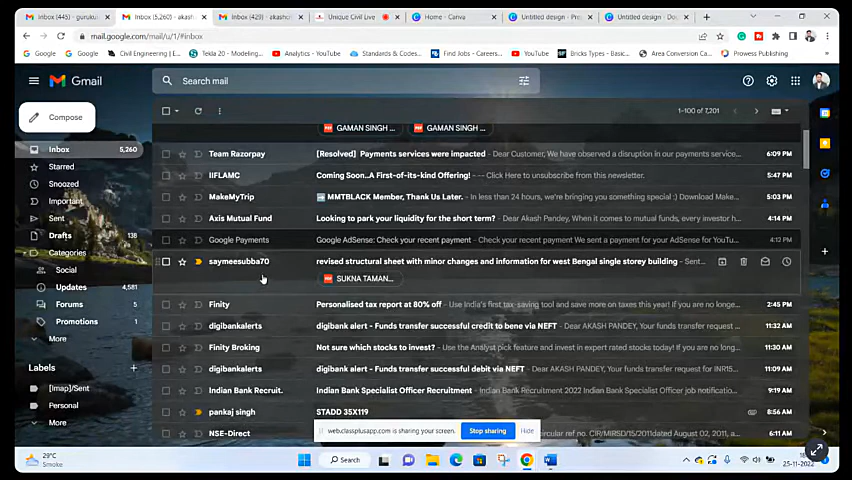 Inbox (445) - guruku
Inbox (5,260) - akash
Inbox (429) - akashu
Unique Civil Live
Home - Canva
Untitled design - Pre
Untitled design - Do
mail.google.com/mail/u/1/#inbox
Google
Civil Engineering (...
Tekla 20 - Modeling...
Analytics - YouTube
Standards & Codes...
Find Jobs - Recently...
YouTube
Bricks Types - Basic...
Area Conversion Ca...
Prowess Publishing
Gmail
Search mail
Compose
1-100 of 7,201
Inbox 5,260
Starred
Snoozed
Important
Sent
Drafts 138
Categories
Social
Updates 4,581
Forums 5
Promotions 1
More
Labels
[Imap]/Sent
Personal
More
GAMAN SINGH ... GAMAN SINGH ...
Team Razorpay [Resolved] Payments services were impacted - Dear Customer, We have observed a disruption in our payments service... 6:09 PM
IIFLAMC Coming Soon..A First-of-its-kind Offering! - Click Here to unsubscribe from this newsletter. 5:47 PM
MakeMyTrip MMTBLACK Member, Thank Us Later. - In less than 24 hours, we're bringing you something special :) Download Make... 5:03 PM
Axis Mutual Fund Looking to park your liquidity for the short term? - Dear Akash Pandey, When it comes to mutual funds, every investor h... 4:14 PM
Google Payments Google AdSense: Check your recent payment - Check your recent payment We sent a payment for your AdSense for YouTu... 4:12 PM
saymeesubba70 revised structural sheet with minor changes and information for west Bengal single storey building - Sent...
SUKNA TAMAN...
Finity Personalised tax report at 80% off - Use India's first tax-saving tool and save more on taxes this year! If you are no longe... 2:45 PM
digibankalerts digibank alert - Funds transfer successful credit to bene via NEFT - Dear AKASH PANDEY, Your funds transfer request ... 11:32 AM
Finity Broking Not sure which stocks to invest? - Use the Analyst pick feature and invest in expert rated stocks today! If you are no longe... 11:30 AM
digibankalerts digibank alert - Funds transfer successful debit via NEFT - Dear AKASH PANDEY, Your funds transfer request for INR15... 11:09 AM
Indian Bank Recruit. Indian Bank Specialist Officer Recruitment - Indian Bank Recruitment 2022 Indian Bank Specialist Officer job notificatio... 9:19 AM
pankaj singh STADD 35X119 8:56 AM
NSE-Direct circular ref no. CIR/MRSD/15/2011dated August 02, 2011, a... 6:11 AM
web.classplusapp.com is sharing your screen. Stop sharing Hide
29°C
Smoke
Search
25-11-2022